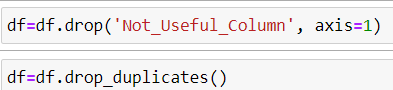 df=df.drop('Not_Useful_Column', axis=1)
df=df.drop_duplicates()